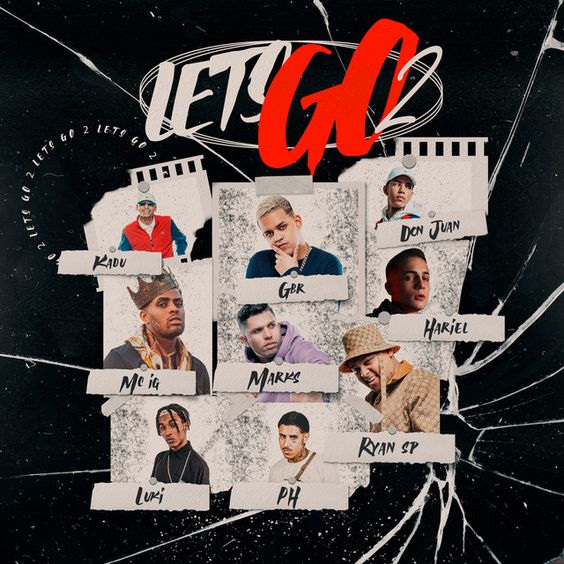 LETS GO 2
O 2 LETS GO 2 LETS GO 2 LETS GO 2
KADU
GBR
DON JUAN
HARIEL
MC IG
MARKS
RYAN SP
LUKI
PH